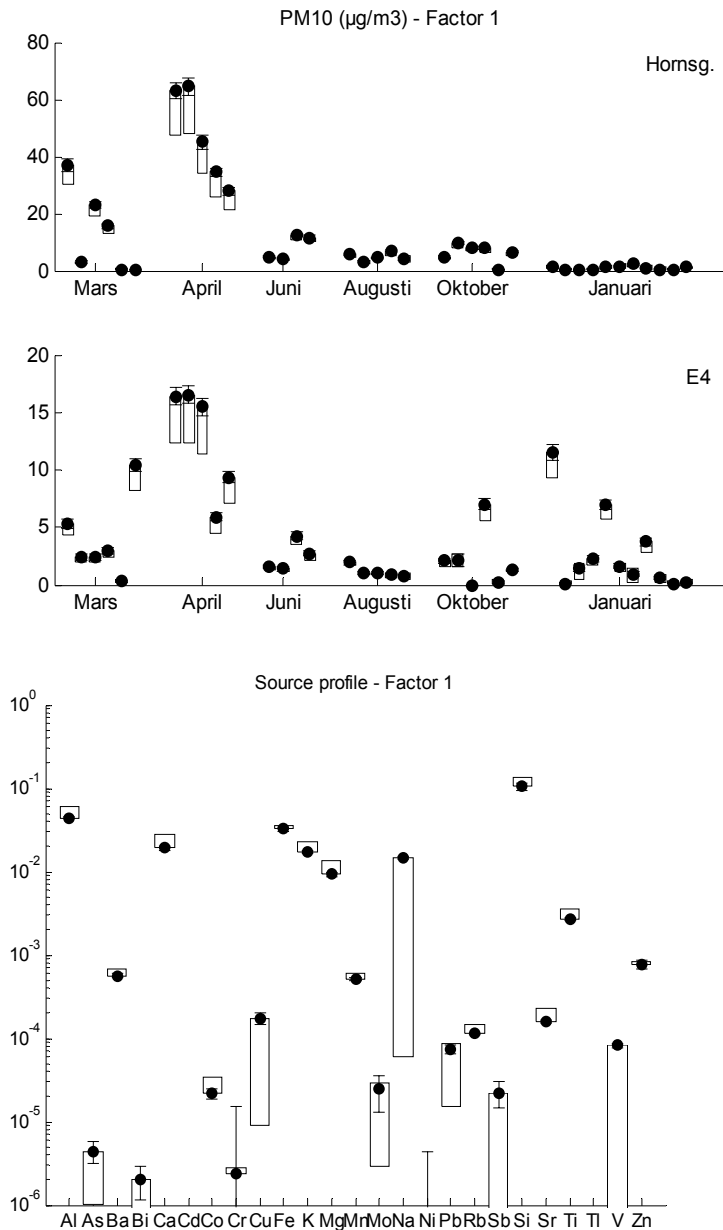 PM10 (µg/m3) - Factor 1
Hornsg.
80
60
40
20
0
Mars April Juni Augusti Oktober Januari
E4
20
15
10
5
0
Mars April Juni Augusti Oktober Januari
Source profile - Factor 1
10^0
10^-1
10^-2
10^-3
10^-4
10^-5
10^-6
Al As Ba Bi Ca Cd Co Cr Cu Fe K Mg Mn Mo Na Ni Pb Rb Sb Si Sr Ti Tl V Zn